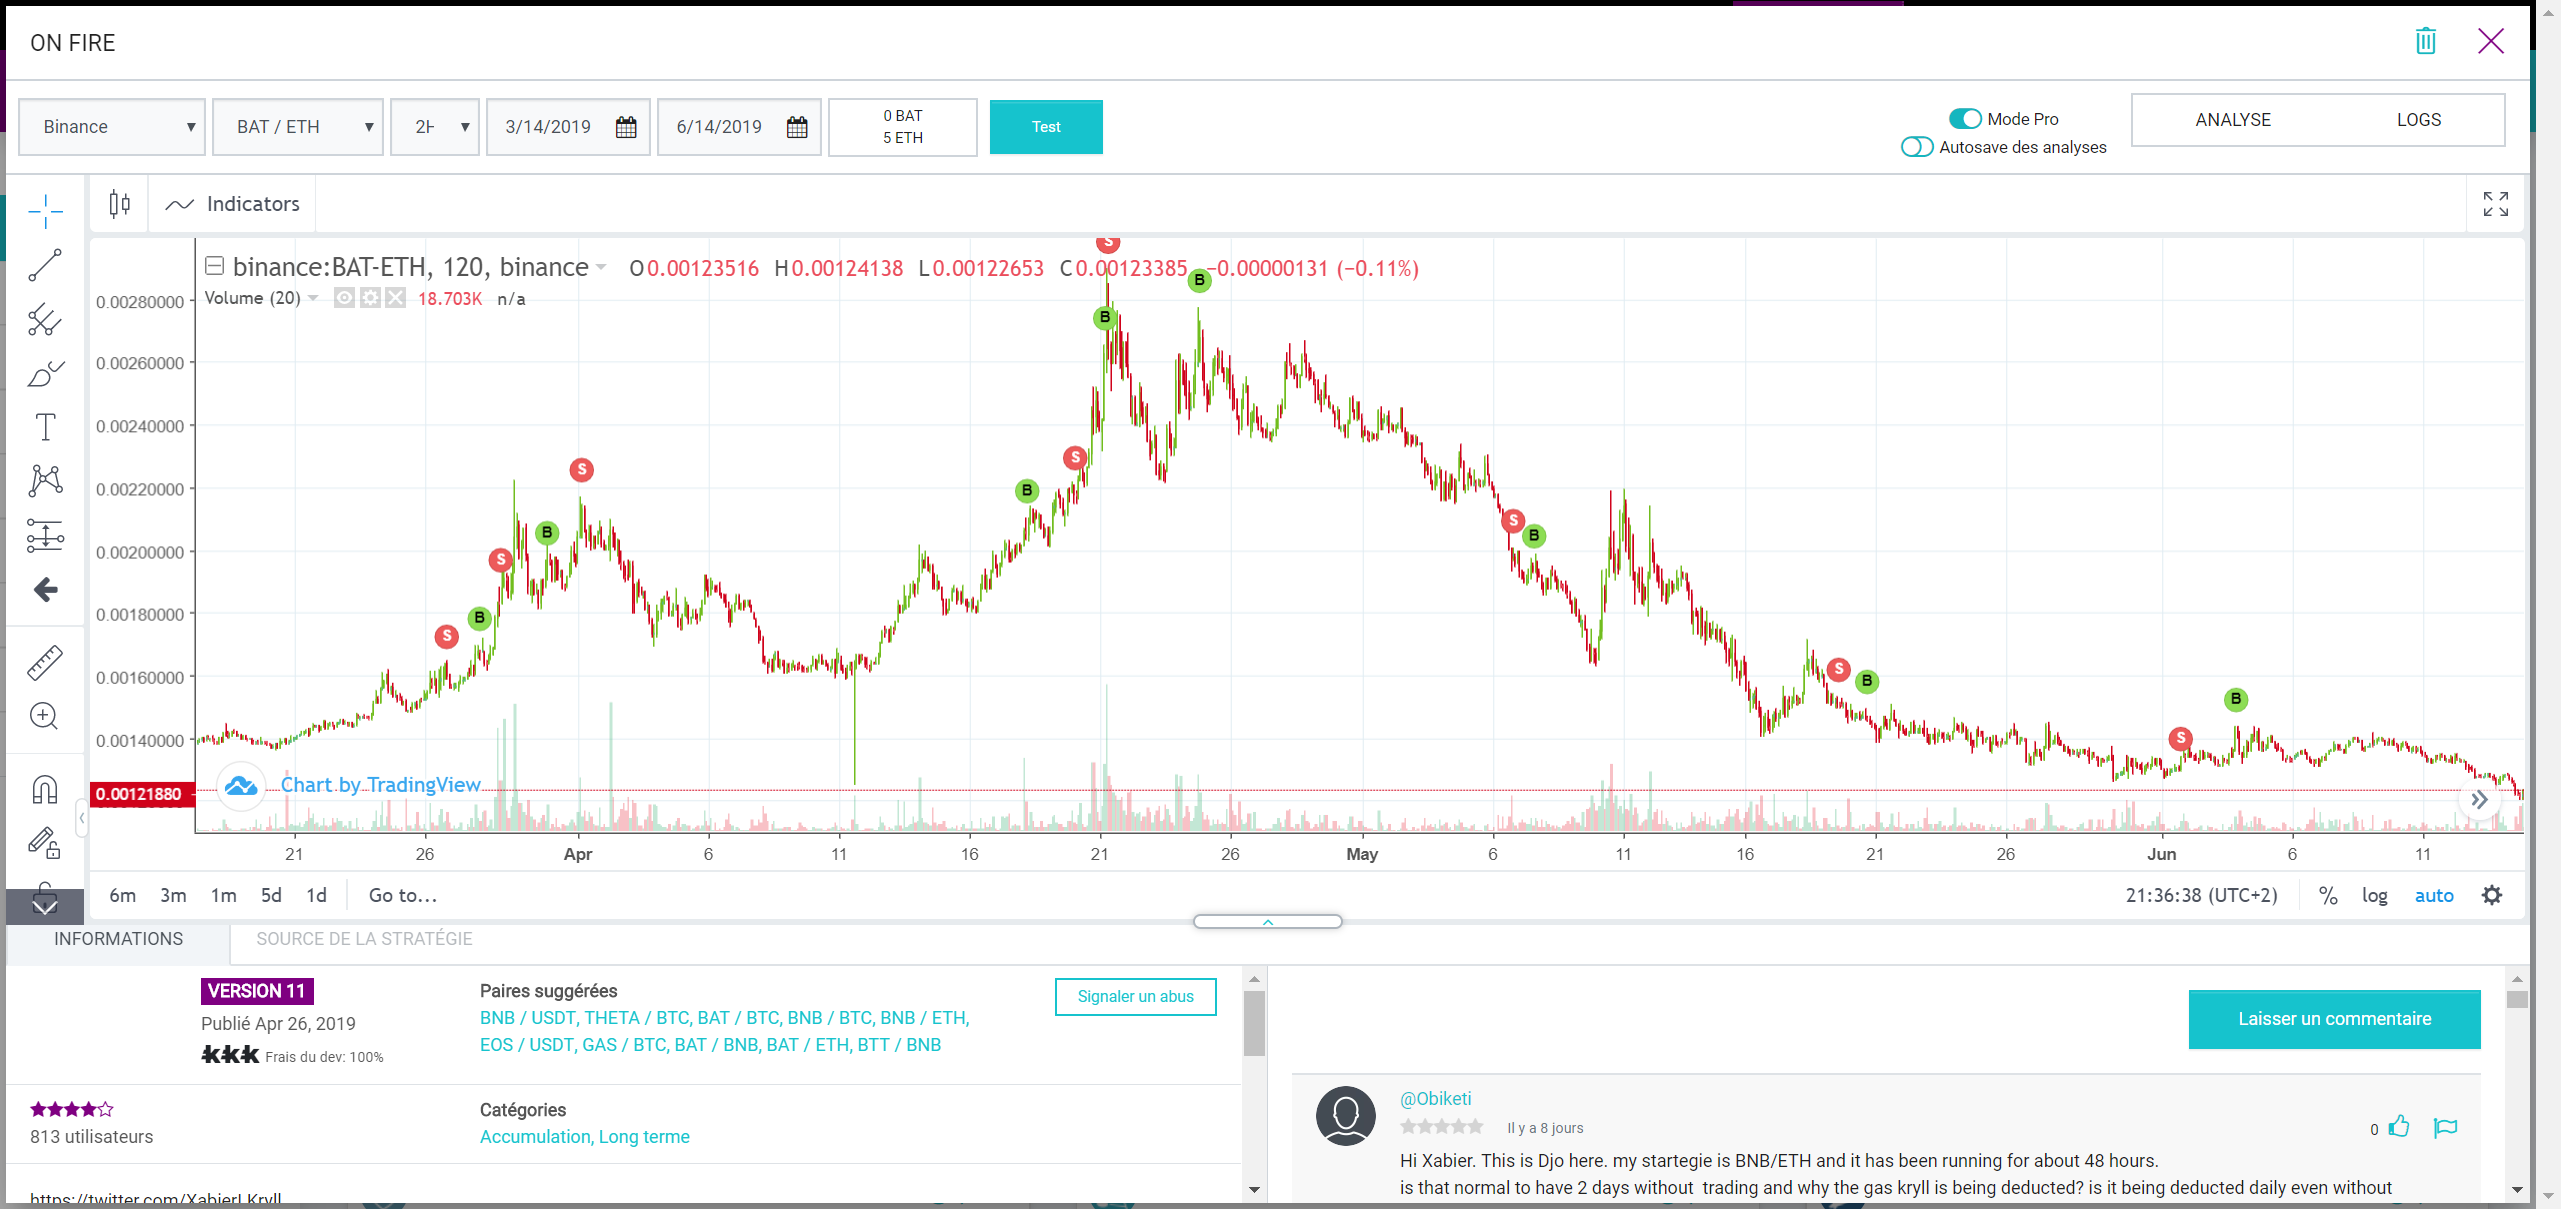 ON FIRE
Binance
BAT / ETH
3/14/2019
6/14/2019
0 BAT
5 ETH
Test
Mode Pro
Autosave des analyses
ANALYSE
LOGS
Indicators
binance:BAT-ETH, 120, binance
O0.00123516 H0.00124138 L0.00122653 C0.00123385 −0.00000131 (−0.11%)
Volume (20) 18.703K n/a
0.00280000
0.00260000
0.00240000
0.00220000
0.00200000
0.00180000
0.00160000
0.00140000
0.00121880
S
B
B
S
B
S
B
S
B
S
S
B
S
B
S
B
B
S
Chart by TradingView
21 26 Apr 6 11 16 21 26 May 6 11 16 21 26 Jun 6 11
6m 3m 1m 5d 1d Go to...
21:36:38 (UTC+2) % log auto
INFORMATIONS
SOURCE DE LA STRATÉGIE
VERSION 11
Publié Apr 26, 2019
Frais du dev: 100%
Paires suggérées
BNB / USDT, THETA / BTC, BAT / BTC, BNB / BTC, BNB / ETH,
EOS / USDT, GAS / BTC, BAT / BNB, BAT / ETH, BTT / BNB
Signaler un abus
813 utilisateurs
Catégories
Accumulation, Long terme
https://twitter.com/XabierLKryll
Laisser un commentaire
@Obiketi
Il y a 8 jours
0
Hi Xabier. This is Djo here. my startegie is BNB/ETH and it has been running for about 48 hours.
is that normal to have 2 days without trading and why the gas kryll is being deducted? is it being deducted daily even without